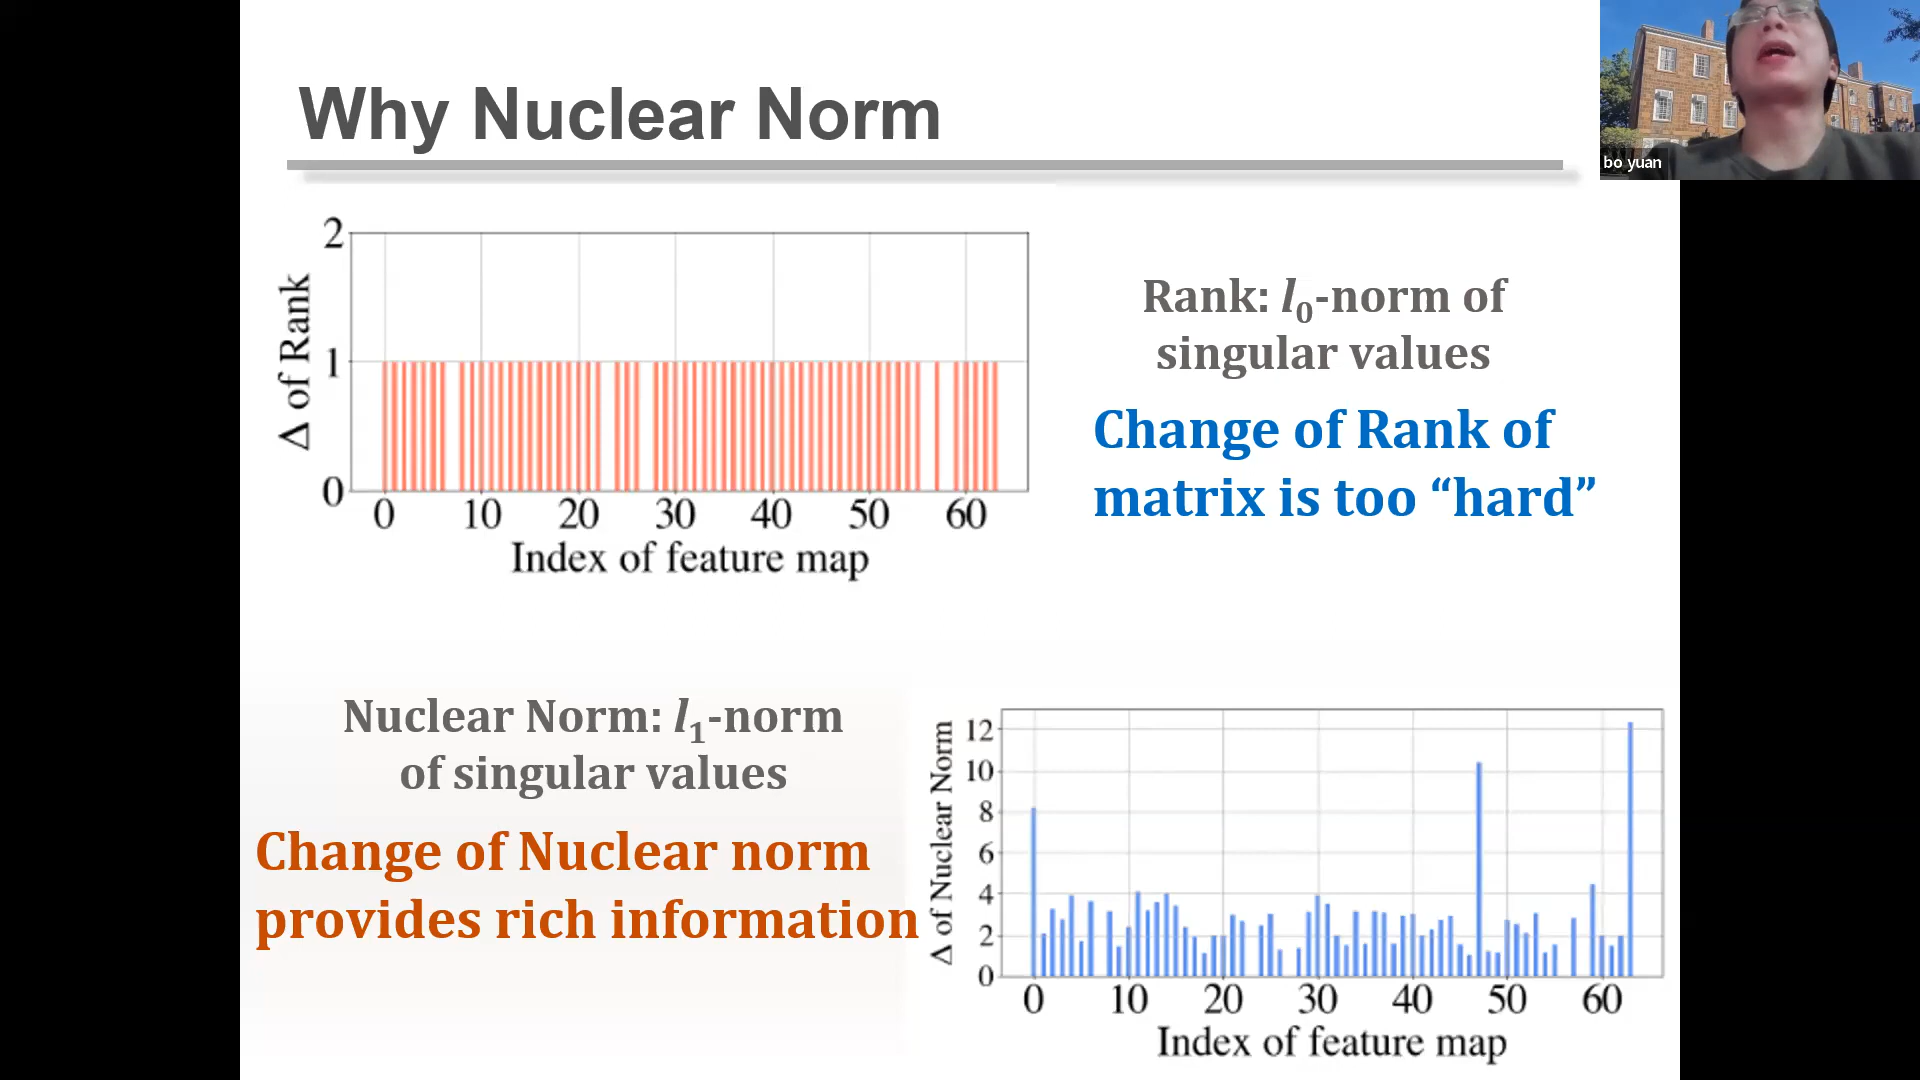 Why Nuclear Norm
bo yuan
2
1
0
Δ of Rank
0 10 20 30 40 50 60
Index of feature map
Rank: l₀-norm of
singular values
Change of Rank of
matrix is too “hard”
Nuclear Norm: l₁-norm
of singular values
Change of Nuclear norm
provides rich information
12
10
8
6
4
2
0
Δ of Nuclear Norm
0 10 20 30 40 50 60
Index of feature map